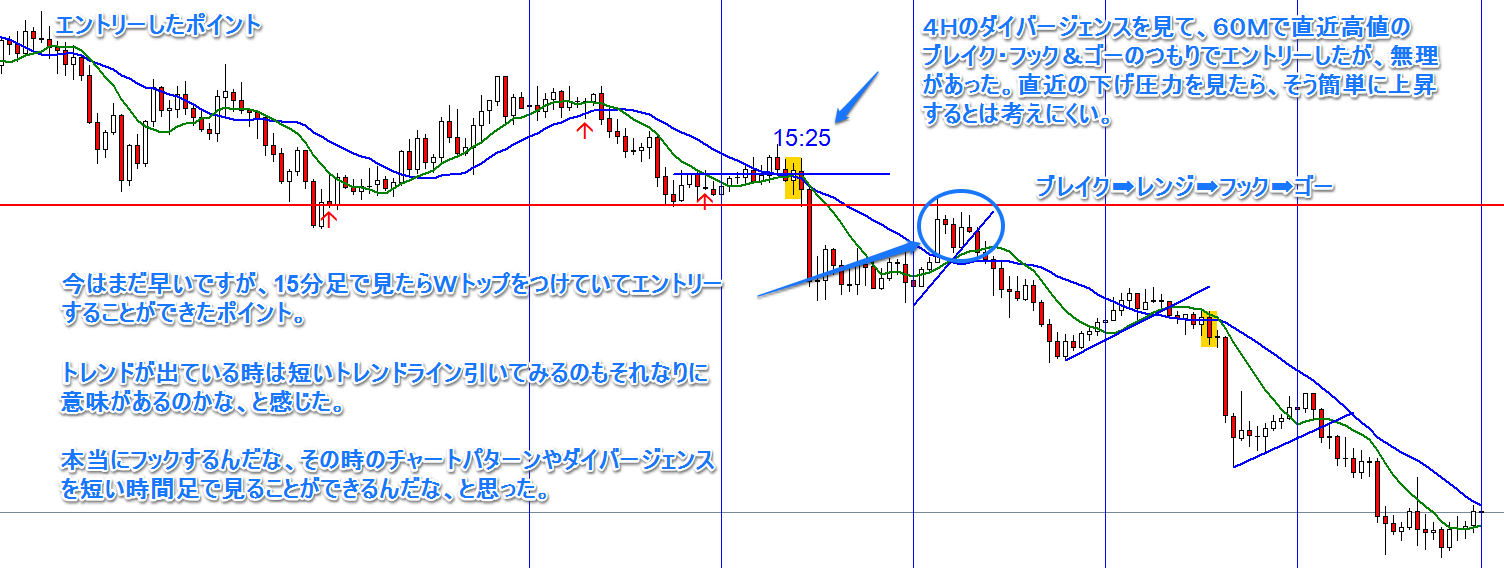 エントリーしたポイント
4Hのダイバージェンスを見て、60Mで直近高値の
ブレイク・フック&ゴーのつもりでエントリーしたが、無理
があった。直近の下げ圧力を見たら、そう簡単に上昇
するとは考えにくい。
15:25
ブレイク➡レンジ➡フック➡ゴー
今はまだ早いですが、15分足で見たらWトップをつけていてエントリー
することができたポイント。
トレンドが出ている時は短いトレンドライン引いてみるのもそれなりに
意味があるのかな、と感じた。
本当にフックするんだな、その時のチャートパターンやダイバージェンス
を短い時間足で見ることができるんだな、と思った。